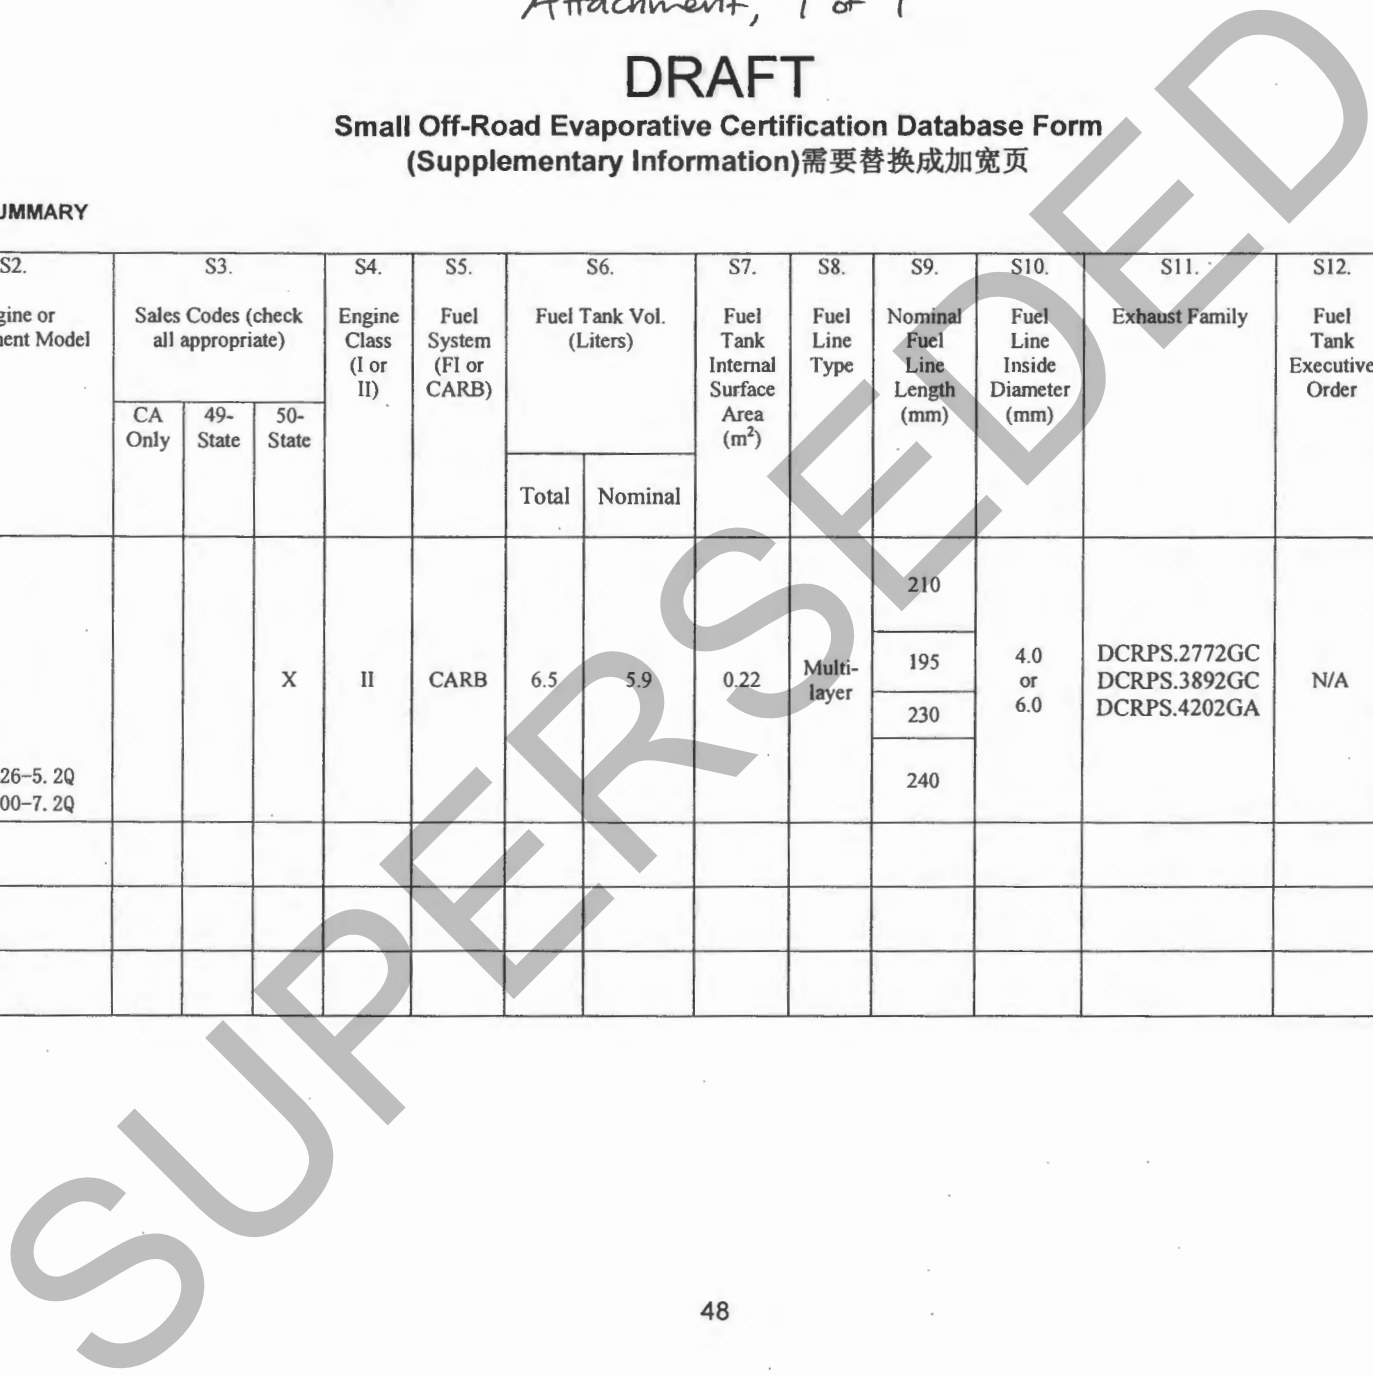 Attachment, 1 of 1
DRAFT
Small Off-Road Evaporative Certification Database Form
(Supplementary Information)需要替换成加宽页
UMMARY
S2. S3. S4. S5. S6. S7. S8. S9. S10. S11. S12.
gine or Sales Codes (check Engine Fuel Fuel Tank Vol. Fuel Fuel Nominal Fuel Exhaust Family Fuel
nent Model all appropriate) Class System (Liters) Tank Line Fuel Line Tank
(I or (FI or Internal Type Line Inside Executive
II) CARB) Surface Length Diameter Order
CA 49- 50- Area (mm) (mm)
Only State State (m²)
Total Nominal
210
X II CARB 6.5 5.9 0.22 Multi-layer 195 4.0 or 6.0 DCRPS.2772GC N/A
DCRPS.3892GC
230 DCRPS.4202GA
26-5.2Q 240
00-7.2Q
48
SUPERSEDED